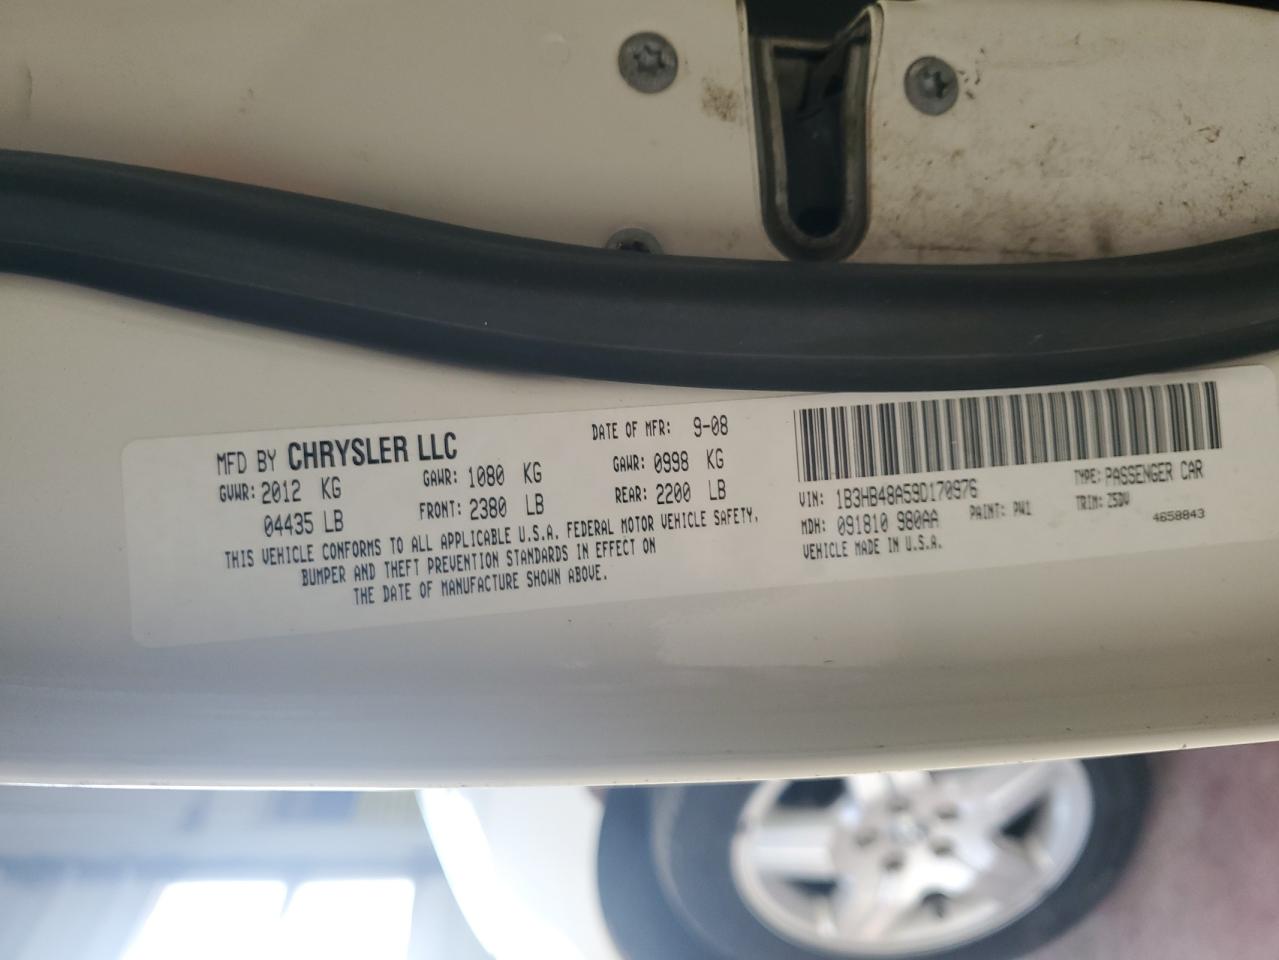 MFD BY CHRYSLER LLC
DATE OF MFR: 9-08
GVWR: 2012 KG
GAWR: 1080 KG
GAWR: 0998 KG
04435 LB
FRONT: 2380 LB
REAR: 2200 LB
THIS VEHICLE CONFORMS TO ALL APPLICABLE U.S.A. FEDERAL MOTOR VEHICLE SAFETY,
BUMPER AND THEFT PREVENTION STANDARDS IN EFFECT ON
THE DATE OF MANUFACTURE SHOWN ABOVE.
VIN: 1B3HB48A59D170976
TYPE: PASSENGER CAR
MDH: 091810 980AA
PAINT: PW1
TRIM: Z5DV
VEHICLE MADE IN U.S.A.
4658843